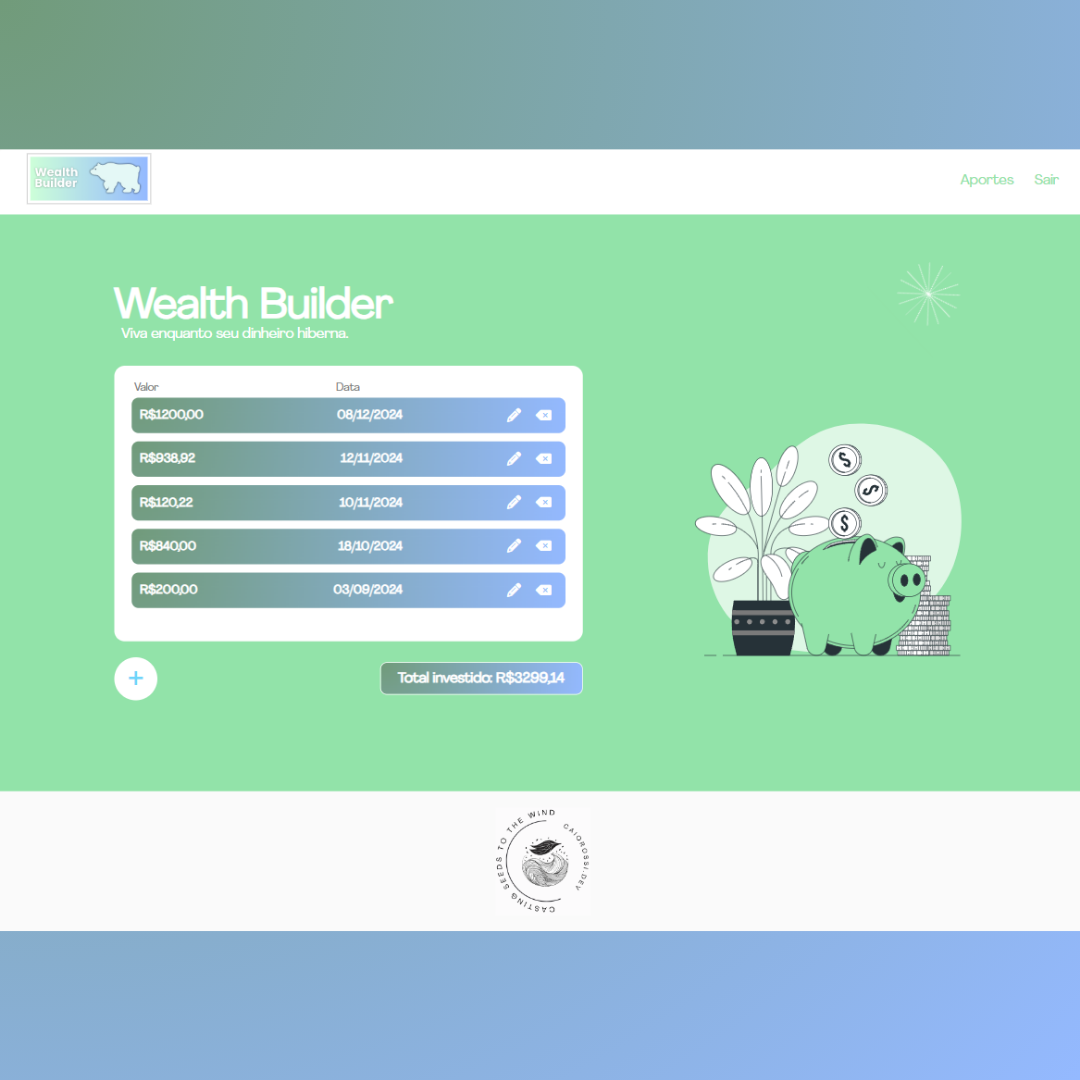 Wealth
Builder
Aportes Sair
Wealth Builder
Viva enquanto seu dinheiro hiberna.
Valor Data
R$1200,00 08/12/2024
R$938,92 12/11/2024
R$120,22 10/11/2024
R$840,00 18/10/2024
R$200,00 03/09/2024
+ Total investido: R$3299,14
$
$
$
CASTING SEEDS TO THE WIND
CAIOROSSI.DEV